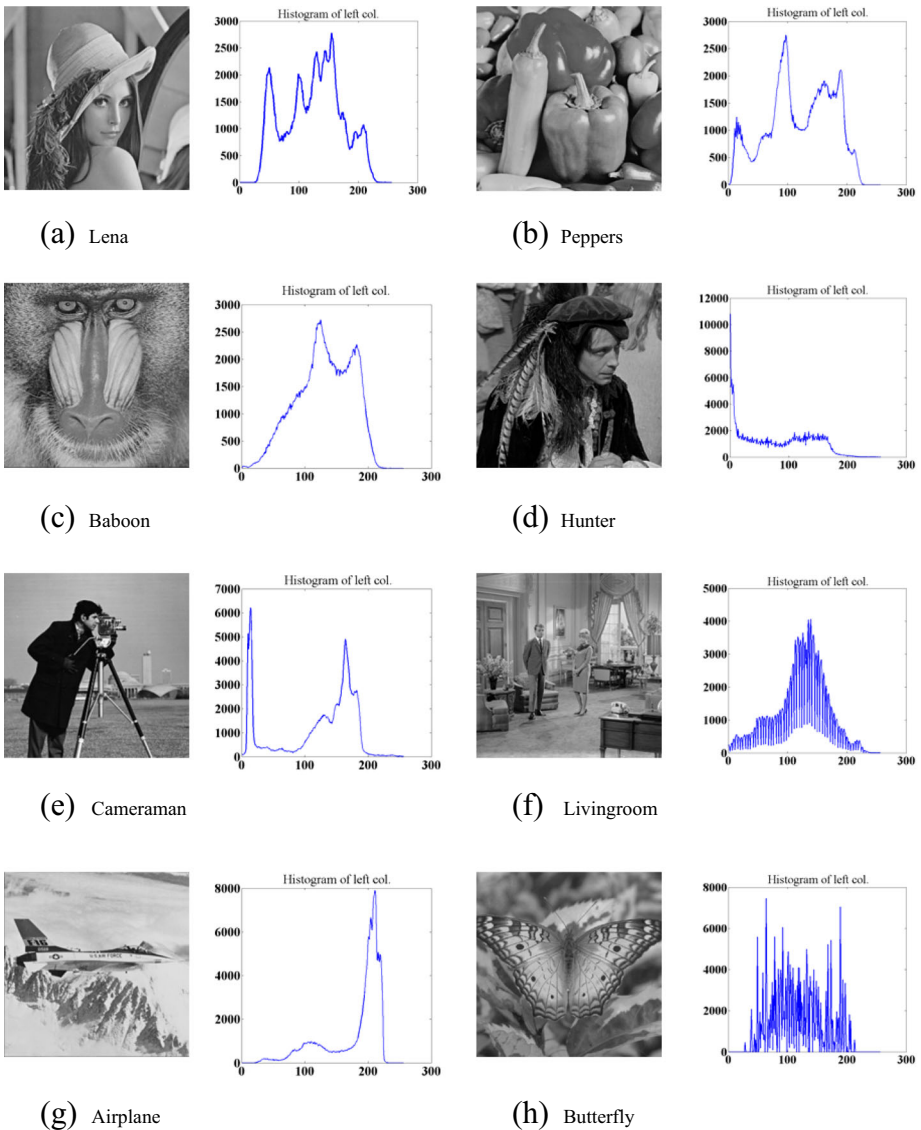 Histogram of left col.
3000
2500
2000
1500
1000
500
0
0 100 200 300
(a) Lena
Histogram of left col.
3000
2500
2000
1500
1000
500
0
0 100 200 300
(b) Peppers
Histogram of left col.
3000
2500
2000
1500
1000
500
0
0 100 200 300
(c) Baboon
Histogram of left col.
12000
10000
8000
6000
4000
2000
0
0 100 200 300
(d) Hunter
Histogram of left col.
7000
6000
5000
4000
3000
2000
1000
0
0 100 200 300
(e) Cameraman
Histogram of left col.
5000
4000
3000
2000
1000
0
0 100 200 300
(f) Livingroom
U.S. AIR FORCE
Histogram of left col.
8000
6000
4000
2000
0
0 100 200 300
(g) Airplane
Histogram of left col.
8000
6000
4000
2000
0
0 100 200 300
(h) Butterfly